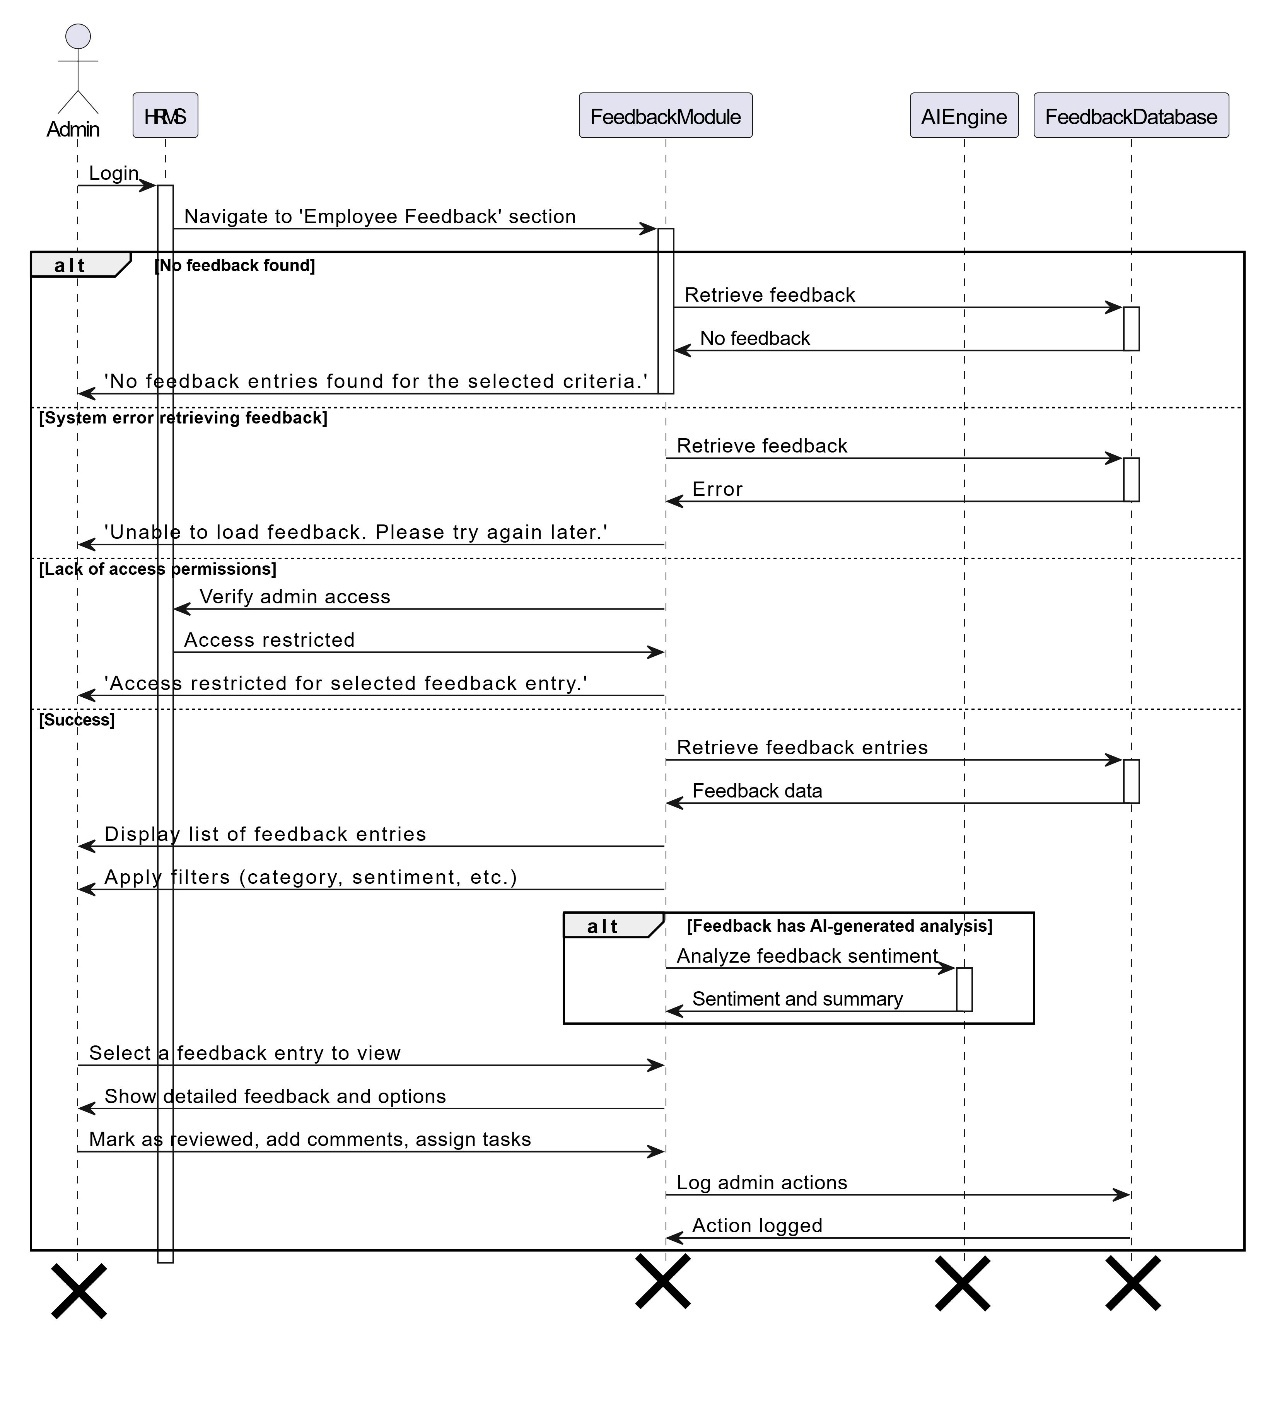 Admin
HRMS
FeedbackModule
AIEngine
FeedbackDatabase
Login
Navigate to 'Employee Feedback' section
alt
[No feedback found]
Retrieve feedback
No feedback
'No feedback entries found for the selected criteria.'
[System error retrieving feedback]
Retrieve feedback
Error
'Unable to load feedback. Please try again later.'
[Lack of access permissions]
Verify admin access
Access restricted
'Access restricted for selected feedback entry.'
[Success]
Retrieve feedback entries
Feedback data
Display list of feedback entries
Apply filters (category, sentiment, etc.)
alt
[Feedback has AI-generated analysis]
Analyze feedback sentiment
Sentiment and summary
Select a feedback entry to view
Show detailed feedback and options
Mark as reviewed, add comments, assign tasks
Log admin actions
Action logged